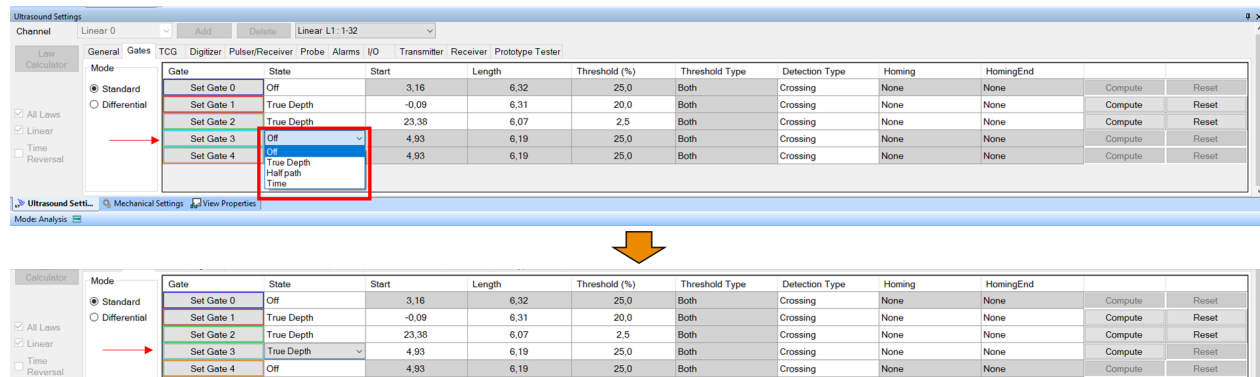 Ultrasound Settings
Channel Linear 0 Add Delete Linear L1 : 1-32
Law Calculator General Gates TCG Digitizer Pulser/Receiver Probe Alarms I/O Transmitter Receiver Prototype Tester
Mode Gate State Start Length Threshold (%) Threshold Type Detection Type Homing HomingEnd
Standard Set Gate 0 Off 3,16 6,32 25,0 Both Crossing None None Compute Reset
Differential Set Gate 1 True Depth -0,09 6,31 20,0 Both Crossing None None Compute Reset
All Laws Set Gate 2 True Depth 23,38 6,07 2,5 Both Crossing None None Compute Reset
Linear Set Gate 3 Off 4,93 6,19 25,0 Both Crossing None None Compute Reset
Time Reversal Set Gate 4 4,93 6,19 25,0 Both Crossing None None Compute Reset
Off
True Depth
Half path
Time
Ultrasound Setti... Mechanical Settings View Properties
Mode: Analysis
Calculator Mode Gate State Start Length Threshold (%) Threshold Type Detection Type Homing HomingEnd
Standard Set Gate 0 Off 3,16 6,32 25,0 Both Crossing None None Compute Reset
Differential Set Gate 1 True Depth -0,09 6,31 20,0 Both Crossing None None Compute Reset
All Laws Set Gate 2 True Depth 23,38 6,07 2,5 Both Crossing None None Compute Reset
Linear Set Gate 3 True Depth 4,93 6,19 25,0 Both Crossing None None Compute Reset
Time Reversal Set Gate 4 Off 4,93 6,19 25,0 Both Crossing None None Compute Reset